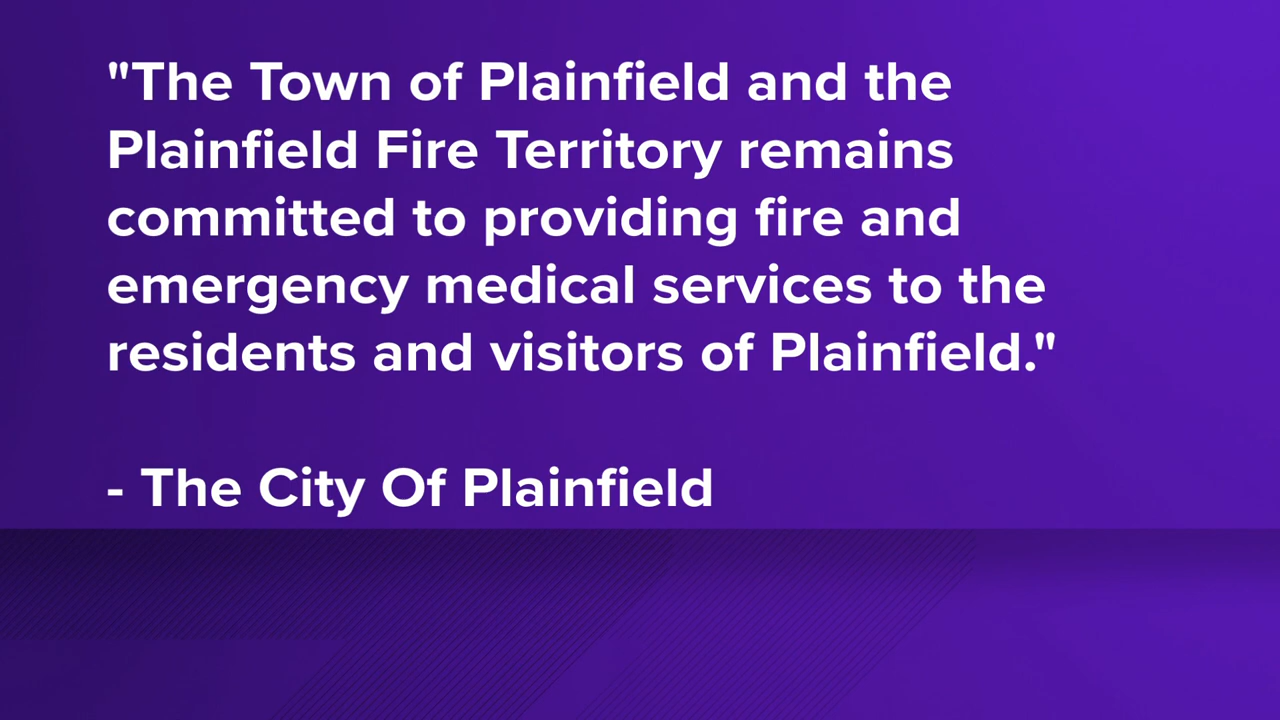 "The Town of Plainfield and the
Plainfield Fire Territory remains
committed to providing fire and
emergency medical services to the
residents and visitors of Plainfield."
- The City Of Plainfield